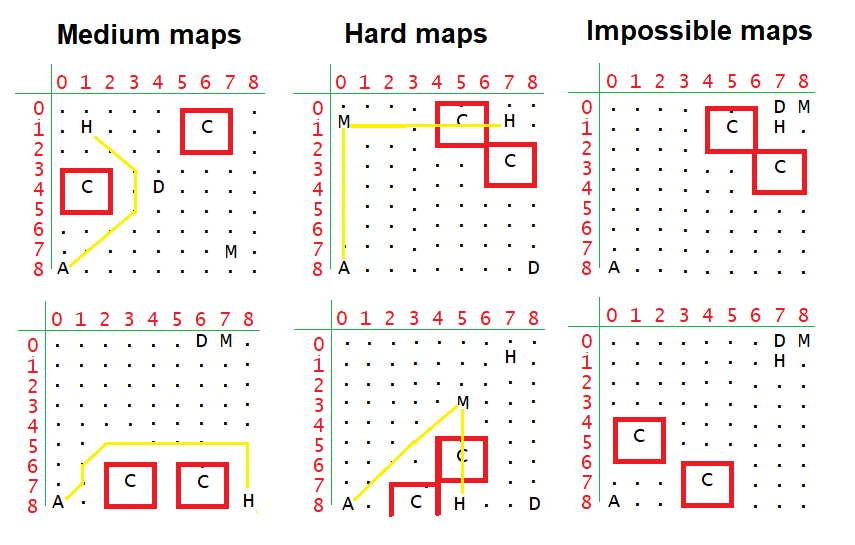 Medium maps
Hard maps
Impossible maps
0 1 2 3 4 5 6 7 8
0
1 H C
2
3
4 C D
5
6
7 M
8 A
0 1 2 3 4 5 6 7 8
0
1 M C H
2
3 C
4
5
6
7
8 A D
0 1 2 3 4 5 6 7 8
0 D M
1 C H
2
3 C
4
5
6
7
8 A
0 1 2 3 4 5 6 7 8
0 D M
1
2
3
4
5
6
7 C C
8 A H
0 1 2 3 4 5 6 7 8
0
1 H
2
3 M
4
5
6 C
7
8 A C H D
0 1 2 3 4 5 6 7 8
0 D M
1 H
2
3
4
5 C
6
7 C
8 A